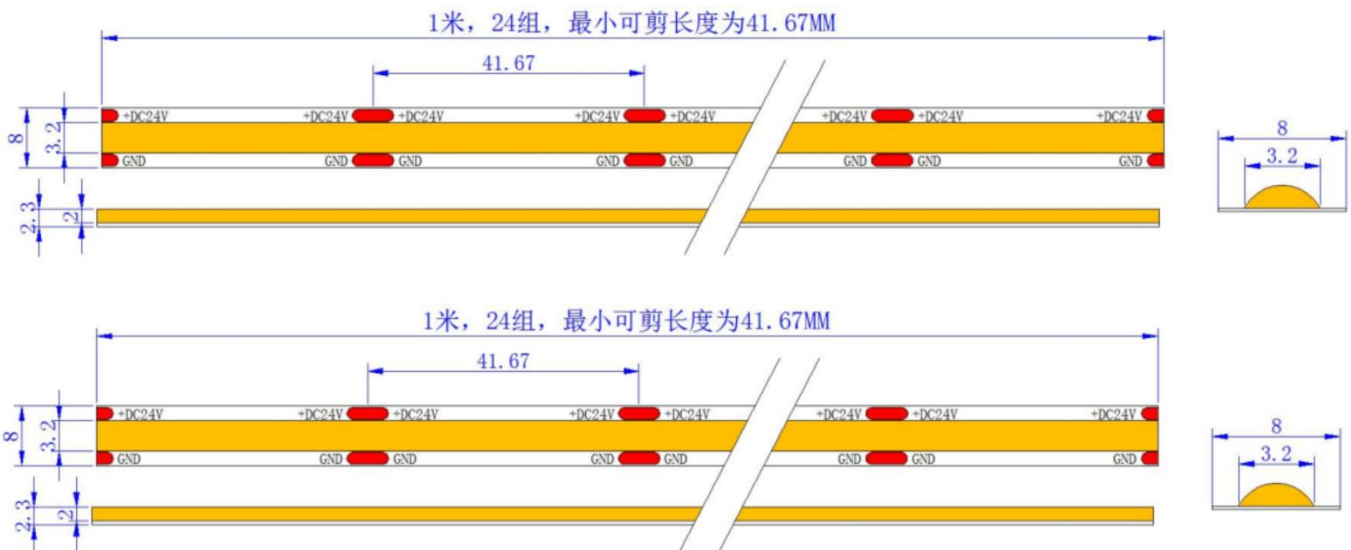 1米, 24组, 最小可剪长度为41.67MM
41.67
+DC24V +DC24V +DC24V +DC24V +DC24V +DC24V +DC24V +DC24V
8
3.2
GND GND GND GND GND GND GND GND
8
3.2
2.3
2
1米, 24组, 最小可剪长度为41.67MM
41.67
+DC24V +DC24V +DC24V +DC24V +DC24V +DC24V +DC24V +DC24V
8
3.2
GND GND GND GND GND GND GND GND
8
3.2
2.3
2